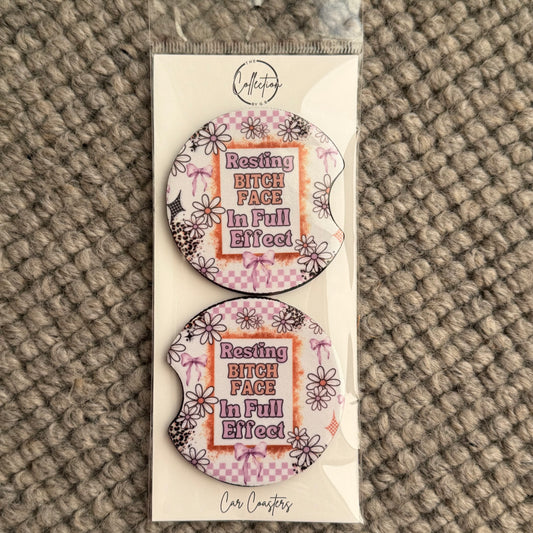 THE
Collection
BY G.R
Resting
BITCH
FACE
In Full
Effect
Resting
BITCH
FACE
In Full
Effect
Car Coasters